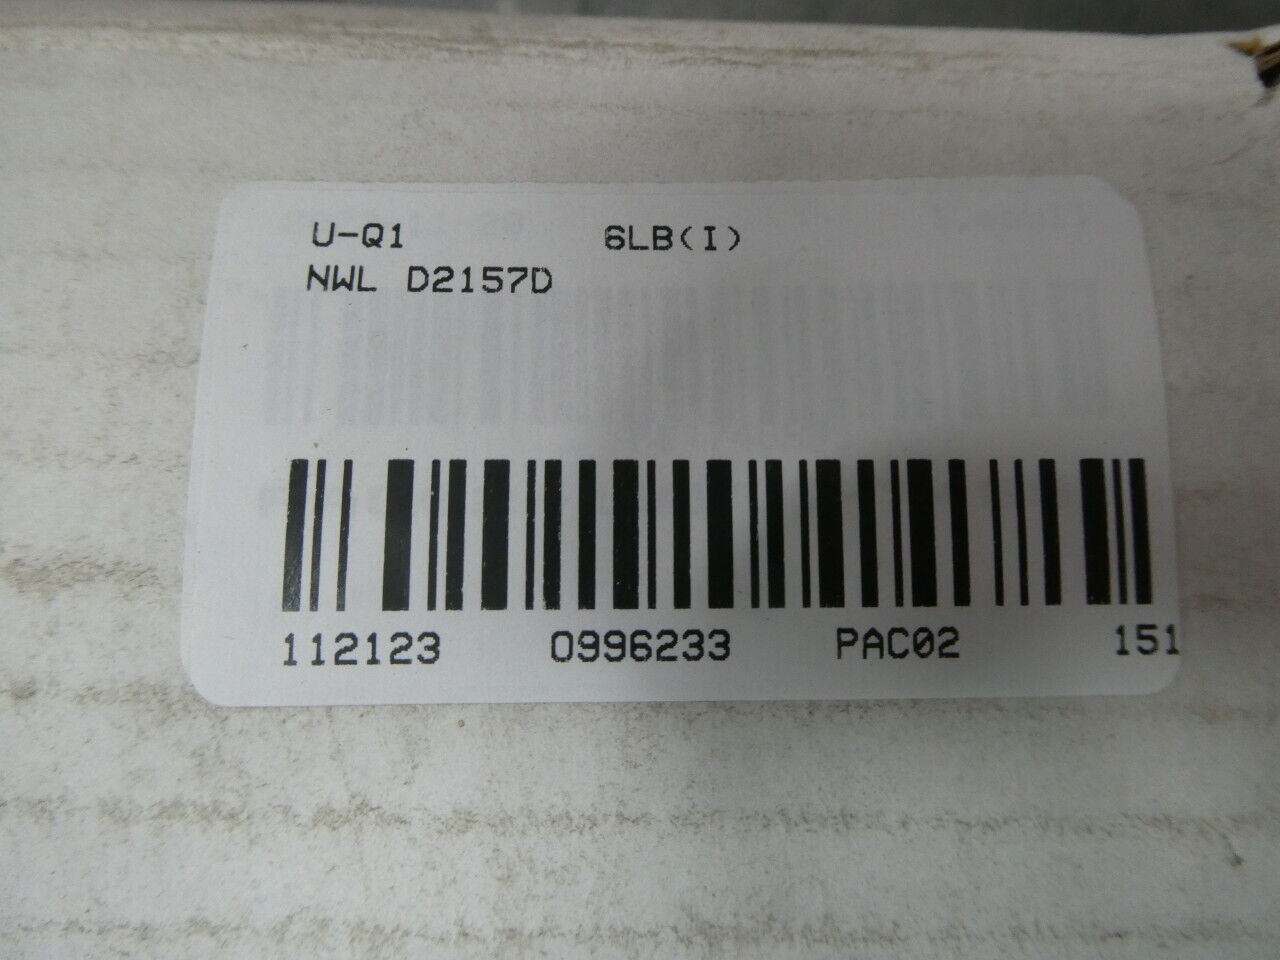 U-Q1 6LB(I)
NWL D2157D
112123 0996233 PAC02 151